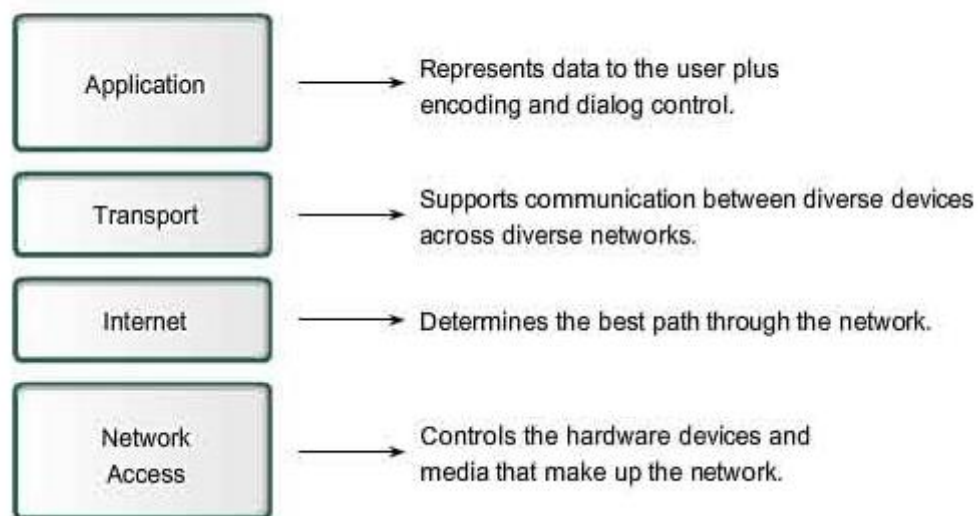 Application
Represents data to the user plus
encoding and dialog control.
Transport
Supports communication between diverse devices
across diverse networks.
Internet
Determines the best path through the network.
Network
Access
Controls the hardware devices and
media that make up the network.